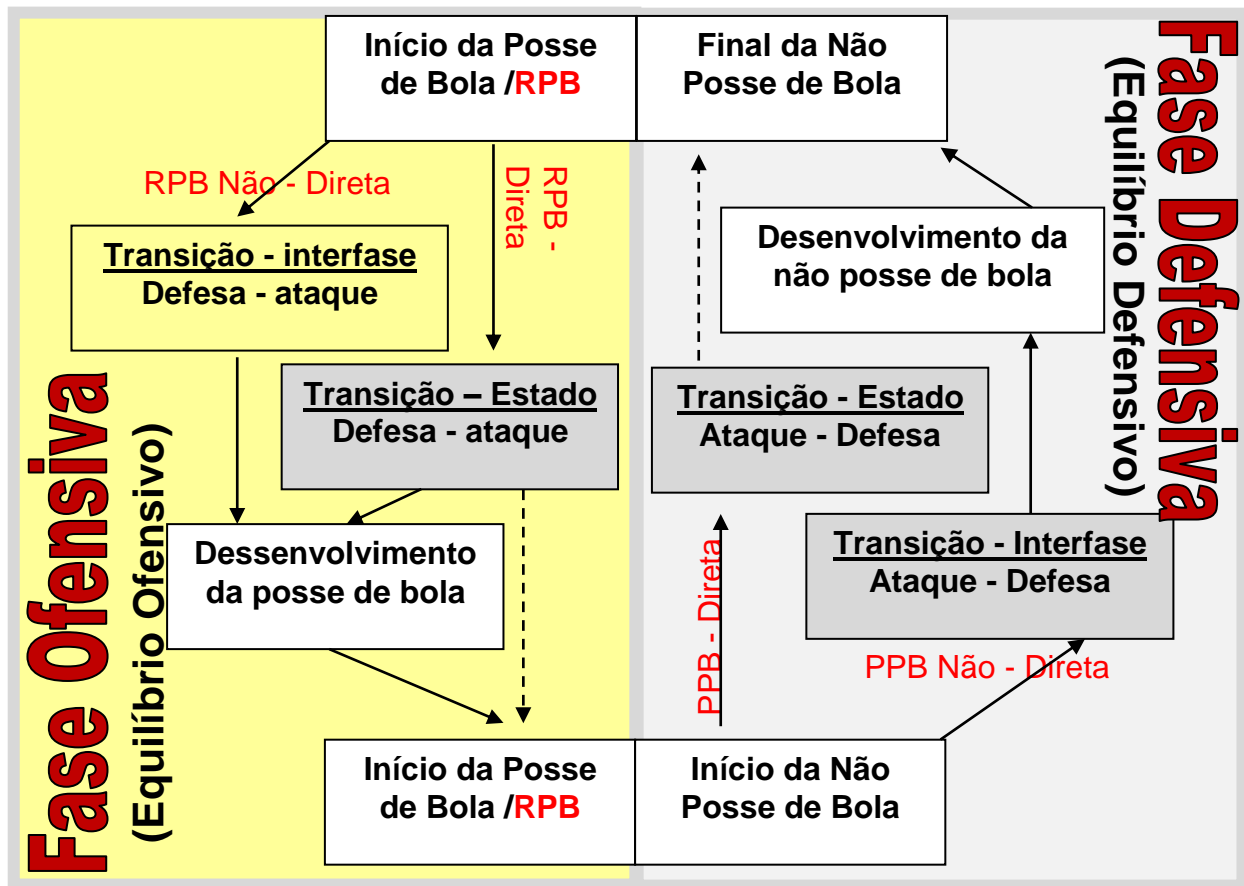 Início da Posse
de Bola /RPB
Final da Não
Posse de Bola
Fase Defensiva
(Equilíbrio Defensivo)
RPB Não - Direta
RPB -
Direta
Transição - interfase
Defesa - ataque
Desenvolvimento da
não posse de bola
Transição – Estado
Defesa - ataque
Transição - Estado
Ataque - Defesa
Fase Ofensiva
(Equilíbrio Ofensivo)
Dessenvolvimento
da posse de bola
PPB - Direta
Transição - Interfase
Ataque - Defesa
PPB Não - Direta
Início da Posse
de Bola /RPB
Início da Não
Posse de Bola